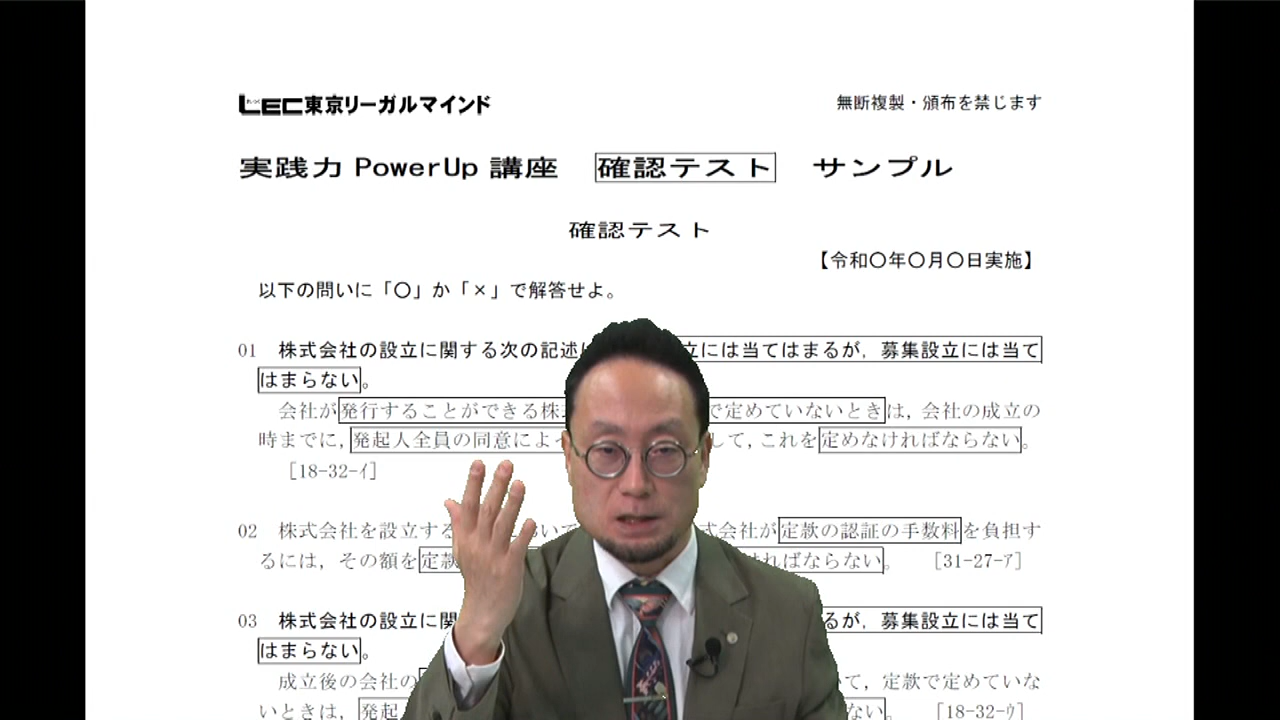 LEC東京リーガルマインド 無断複製・頒布を禁じます
実践力 PowerUp 講座 確認テスト サンプル
確認テスト
【令和〇年〇月〇日実施】
以下の問いに「〇」か「×」で解答せよ。
01 株式会社の設立に関する次の記述 立には当てはまるが，募集設立には当て
はまらない。
会社が発行することができる株 で定めていないときは，会社の成立の
時までに，発起人全員の同意によ して，これを定めなければならない。
［18-32-ｲ］
02 株式会社を設立する おいて 式会社が定款の認証の手数料を負担す
るには，その額を定款 ければならない。 ［31-27-ｱ］
03 株式会社の設立に関 るが，募集設立には当て
はまらない。
成立後の会社の て，定款で定めていな
いときは，発起 ない。 ［18-32-ｳ］